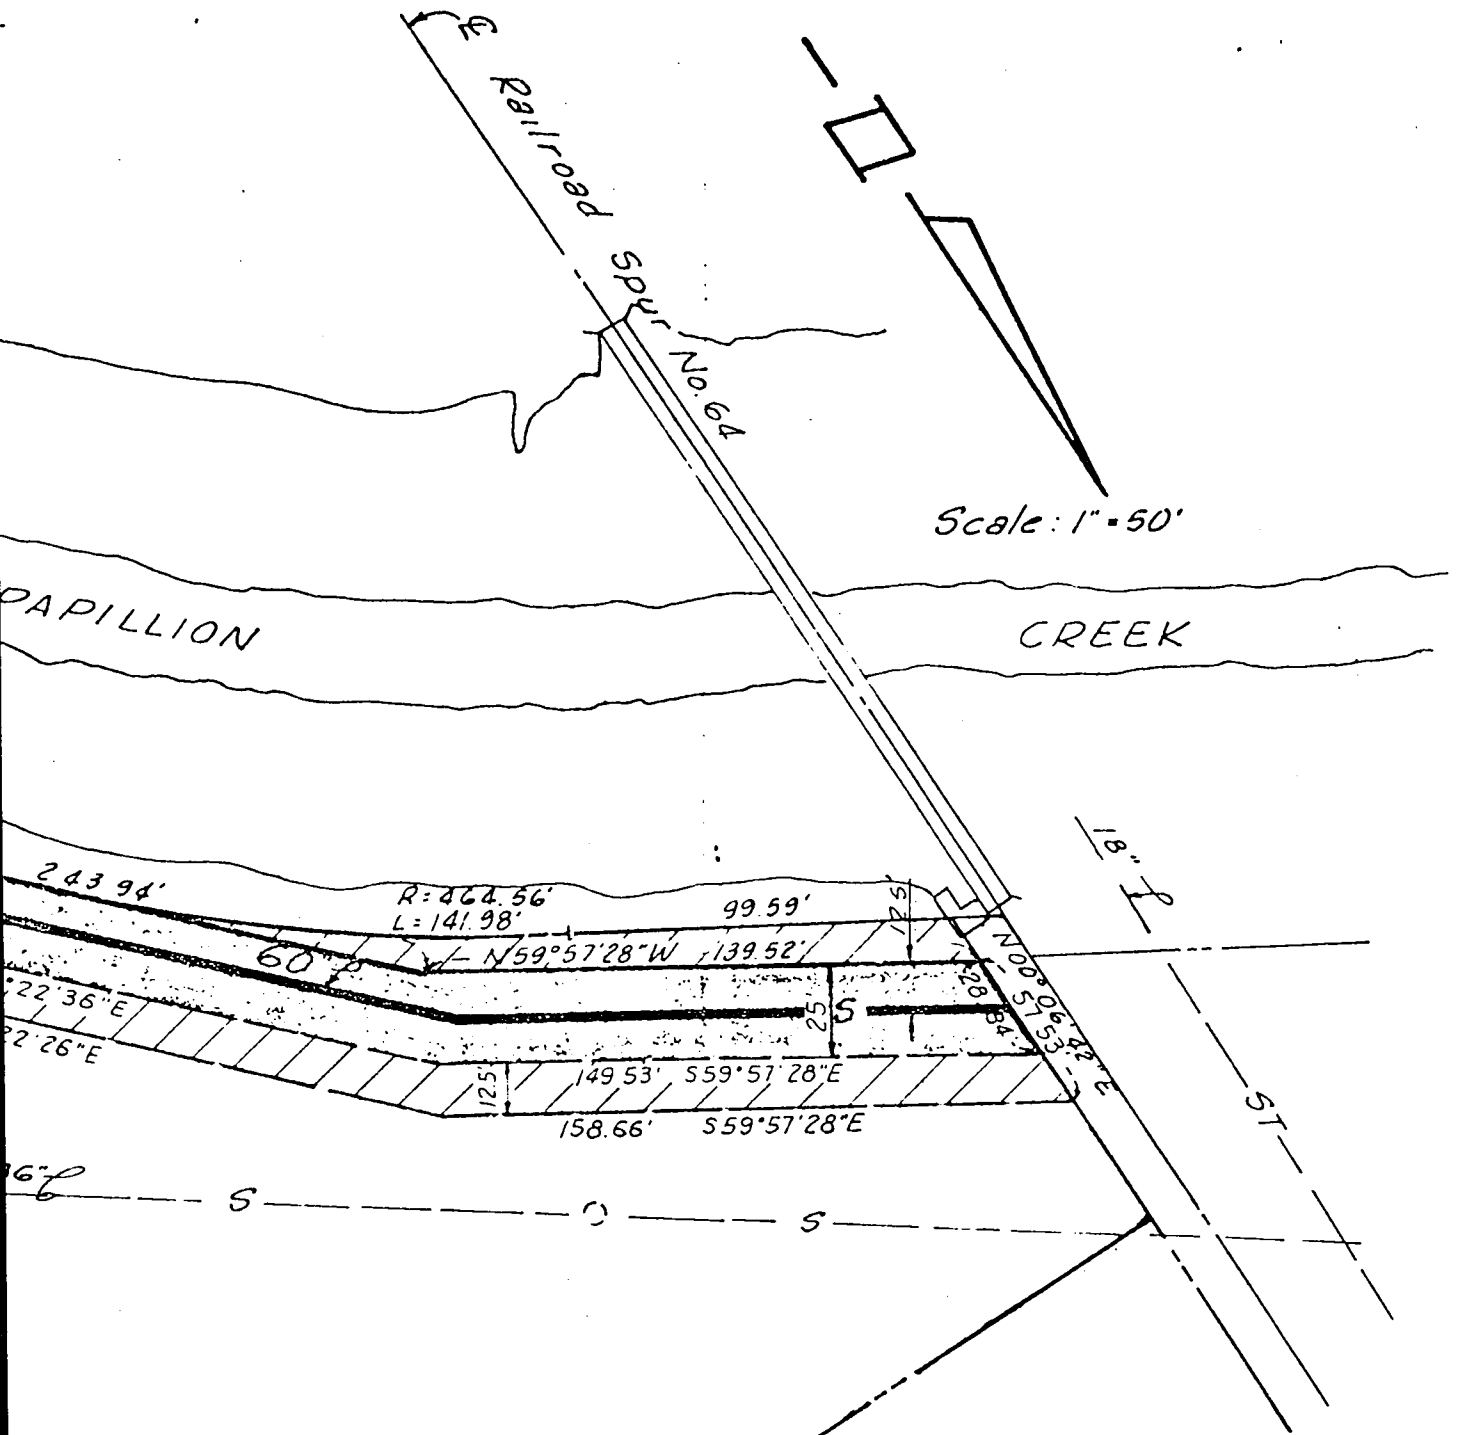 ℄ Railroad Spur No. 64
Scale: 1" = 50'
PAPILLION CREEK
18" ⅊
243.94'
R = 464.56'
L = 141.98'
99.59'
12.5'
N59°57'28"W 139.52'
60" ⅊
28.84
N00°06'42"E
57.53
°22'36"E
25'
S
22'26"E
12.5'
149.53' S59°57'28"E
158.66' S59°57'28"E
ST
36" ⅊
S
S